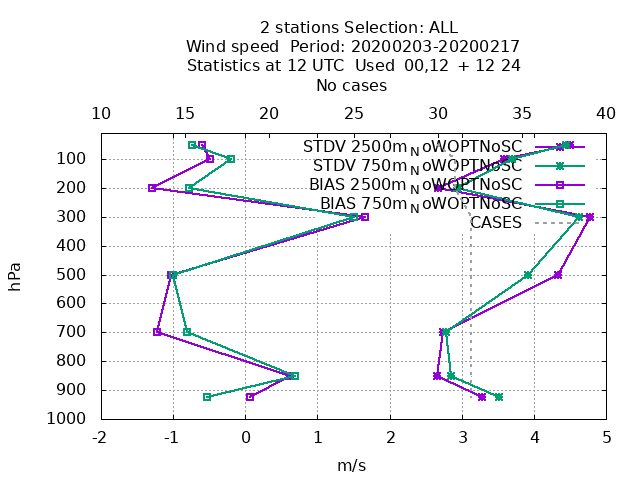 2 stations Selection: ALL
Wind speed  Period: 20200203-20200217
Statistics at 12 UTC  Used  00,12  + 12 24
No cases
10 15 20 25 30 35 40
STDV 2500m_NoWOPTNoSC
STDV 750m_NoWOPTNoSC
BIAS 2500m_NoWOPTNoSC
BIAS 750m_NoWOPTNoSC
CASES
100
200
300
400
500
600
700
800
900
1000
hPa
-2 -1 0 1 2 3 4 5
m/s